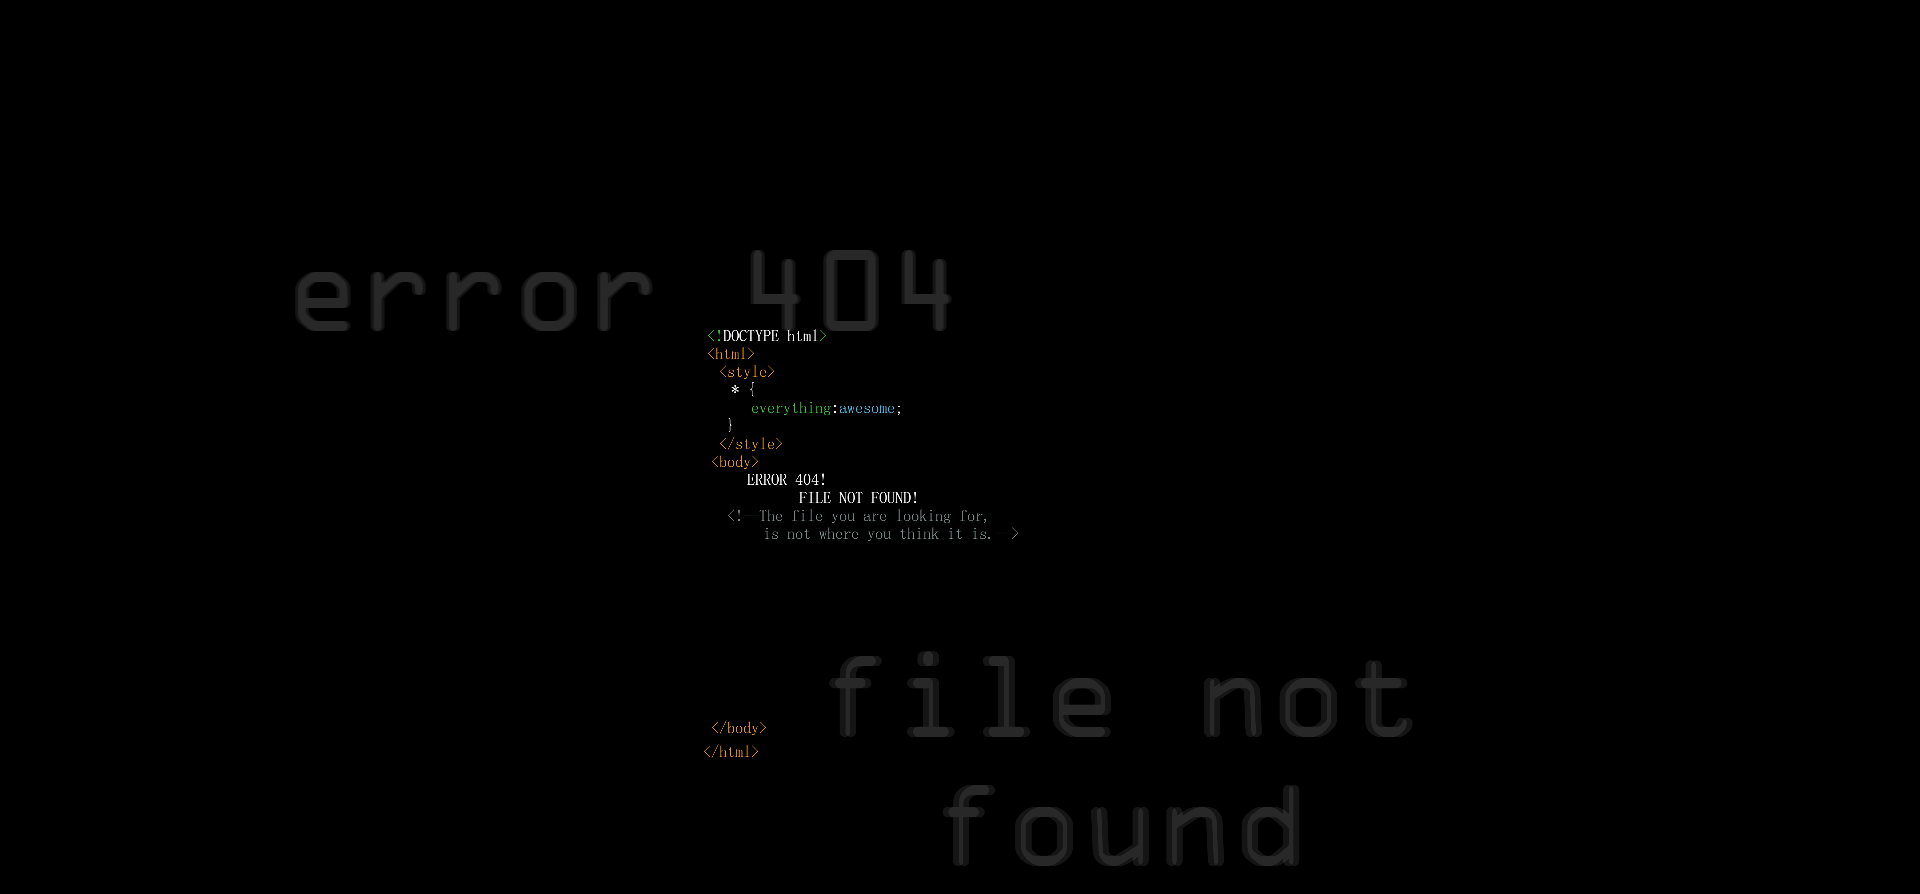 error 404
<!DOCTYPE html>
<html>
<style>
* {
everything:awesome;
}
</style>
<body>
ERROR 404!
FILE NOT FOUND!
<!--The file you are looking for,
is not where you think it is.-->
file not
</body>
</html>
found